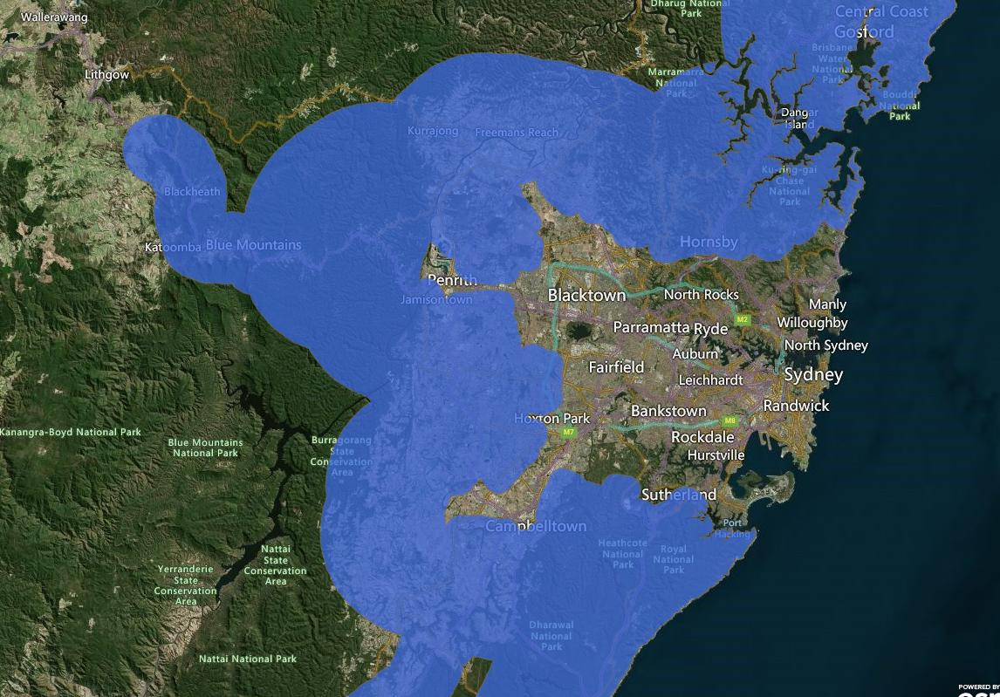 Dharug National
Park
Central Coast
Gosford
Wallerawang
Brisbane
Water
National
Park
Lithgow
Marramarra
National
Park
Bouddi
National
Park
Dangar
Island
Kurrajong
Freemans Reach
Ku-ring-gai
Chase
National
Park
Blackheath
Katoomba
Blue Mountains
Hornsby
Penrith
Jamisontown
Blacktown
North Rocks
Manly
M2
Willoughby
Parramatta
Ryde
North Sydney
Auburn
Fairfield
Leichhardt
Sydney
Bankstown
Randwick
Hoxton Park
M8
M7
Kanangra-Boyd National Park
Rockdale
Blue Mountains
National Park
Burragorang
State
Conservation
Area
Hurstville
Sutherland
Campbelltown
Port
Hacking
Heathcote
National
Park
Royal
National
Park
Nattai
State
Conservation
Area
Yerranderie
State
Conservation
Area
Dharawal
National
Park
Nattai National Park
POWERED BY
esri